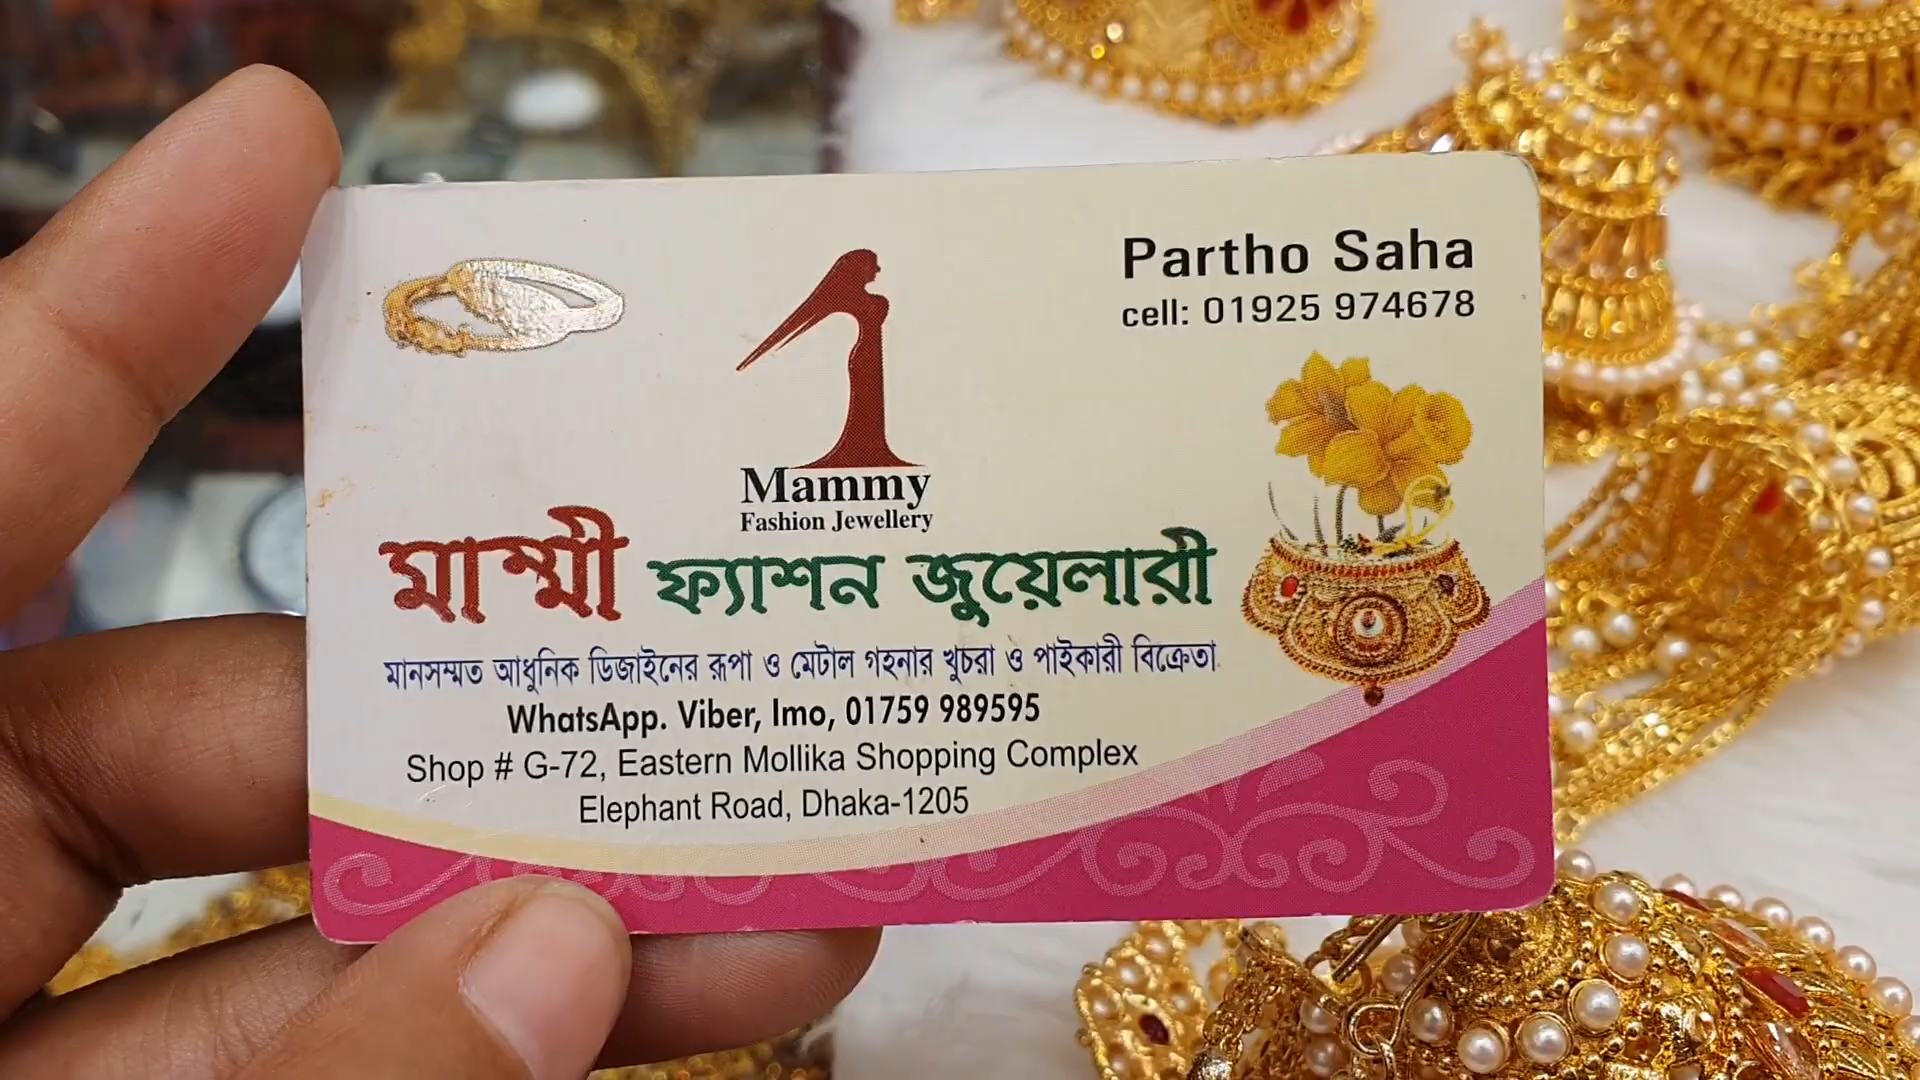 Partho Saha
cell: 01925 974678
Mammy
Fashion Jewellery
মাম্মী ফ্যাশন জুয়েলারী
মানসম্মত আধুনিক ডিজাইনের রূপা ও মেটাল গহনার খুচরা ও পাইকারী বিক্রেতা
WhatsApp. Viber, Imo, 01759 989595
Shop # G-72, Eastern Mollika Shopping Complex
Elephant Road, Dhaka-1205